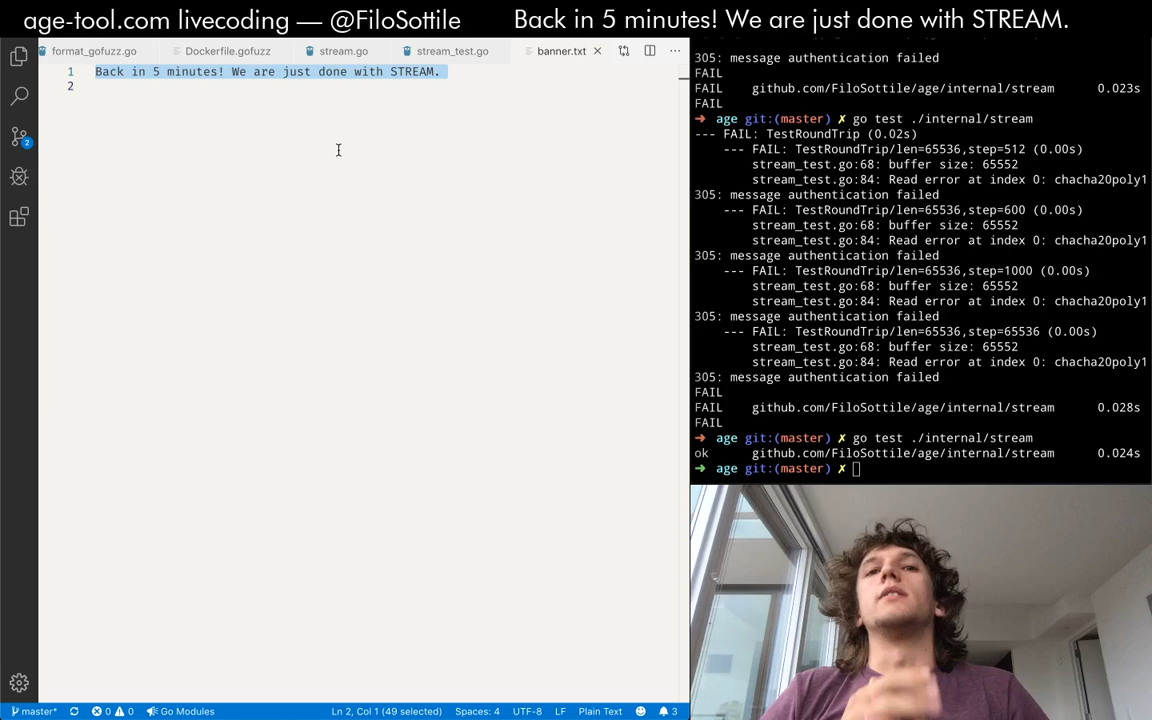 age-tool.com livecoding — @FiloSottile
Back in 5 minutes! We are just done with STREAM.
format_gofuzz.go
Dockerfile.gofuzz
stream.go
stream_test.go
banner.txt
1 Back in 5 minutes! We are just done with STREAM.
2
2
305: message authentication failed
FAIL
FAIL github.com/FiloSottile/age/internal/stream 0.023s
FAIL
➜ age git:(master) ✗ go test ./internal/stream
--- FAIL: TestRoundTrip (0.02s)
--- FAIL: TestRoundTrip/len=65536,step=512 (0.00s)
stream_test.go:68: buffer size: 65552
stream_test.go:84: Read error at index 0: chacha20poly1
305: message authentication failed
--- FAIL: TestRoundTrip/len=65536,step=600 (0.00s)
stream_test.go:68: buffer size: 65552
stream_test.go:84: Read error at index 0: chacha20poly1
305: message authentication failed
--- FAIL: TestRoundTrip/len=65536,step=1000 (0.00s)
stream_test.go:68: buffer size: 65552
stream_test.go:84: Read error at index 0: chacha20poly1
305: message authentication failed
--- FAIL: TestRoundTrip/len=65536,step=65536 (0.00s)
stream_test.go:68: buffer size: 65552
stream_test.go:84: Read error at index 0: chacha20poly1
305: message authentication failed
FAIL
FAIL github.com/FiloSottile/age/internal/stream 0.028s
FAIL
➜ age git:(master) ✗ go test ./internal/stream
ok github.com/FiloSottile/age/internal/stream 0.024s
➜ age git:(master) ✗
master* 0 0 Go Modules Ln 2, Col 1 (49 selected) Spaces: 4 UTF-8 LF Plain Text 3